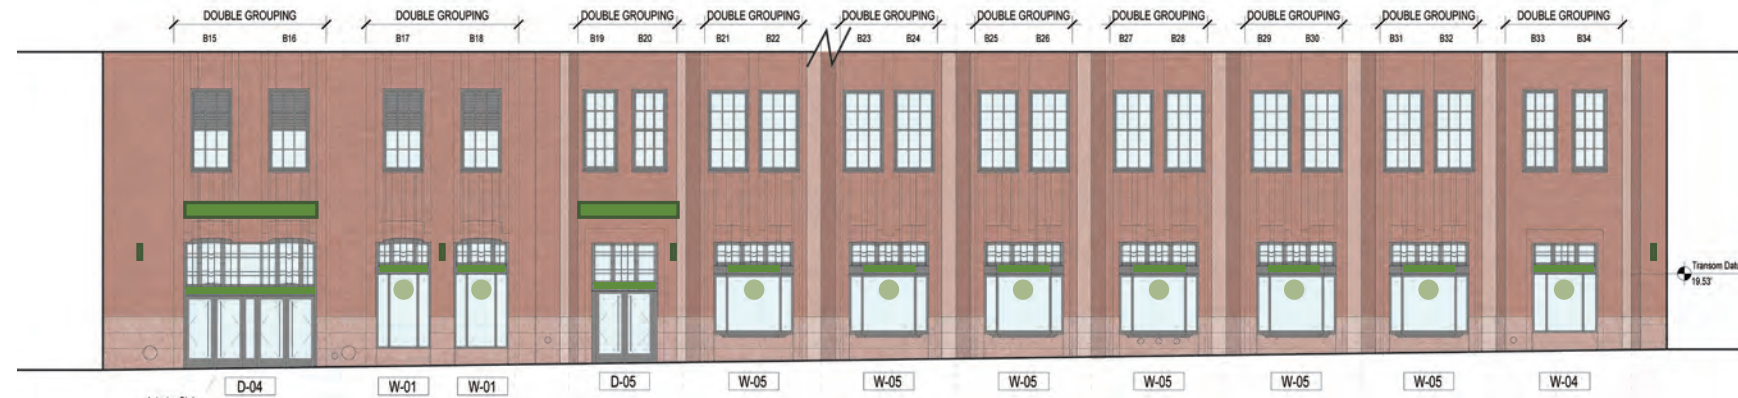 DOUBLE GROUPING DOUBLE GROUPING DOUBLE GROUPING DOUBLE GROUPING DOUBLE GROUPING DOUBLE GROUPING DOUBLE GROUPING DOUBLE GROUPING DOUBLE GROUPING DOUBLE GROUPING
B15 B16 B17 B18 B19 B20 B21 B22 B23 B24 B25 B26 B27 B28 B29 B30 B31 B32 B33 B34
Transom Dat
19.53'
D-04 W-01 W-01 D-05 W-05 W-05 W-05 W-05 W-05 W-05 W-04